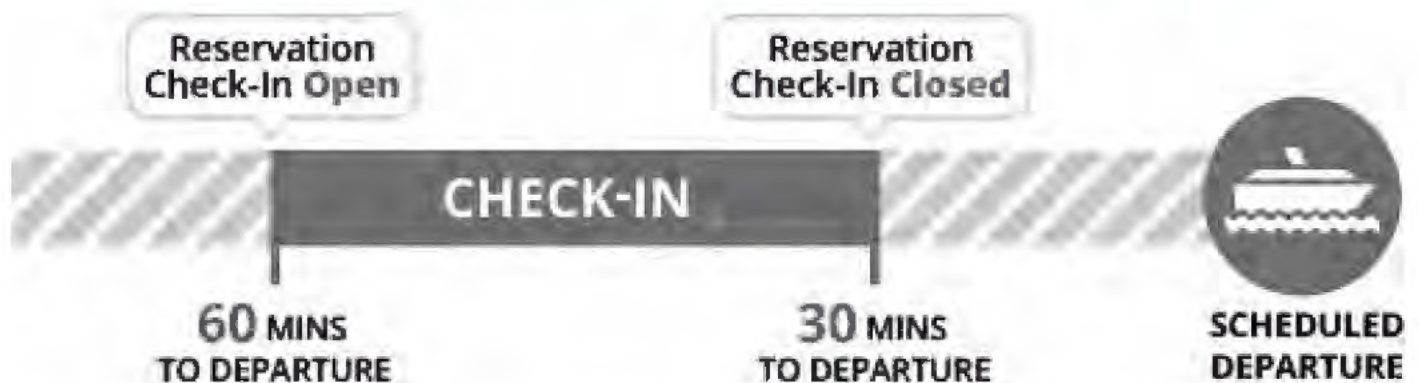 Reservation
Check-In Open
Reservation
Check-In Closed
CHECK-IN
60 MINS
TO DEPARTURE
30 MINS
TO DEPARTURE
SCHEDULED
DEPARTURE